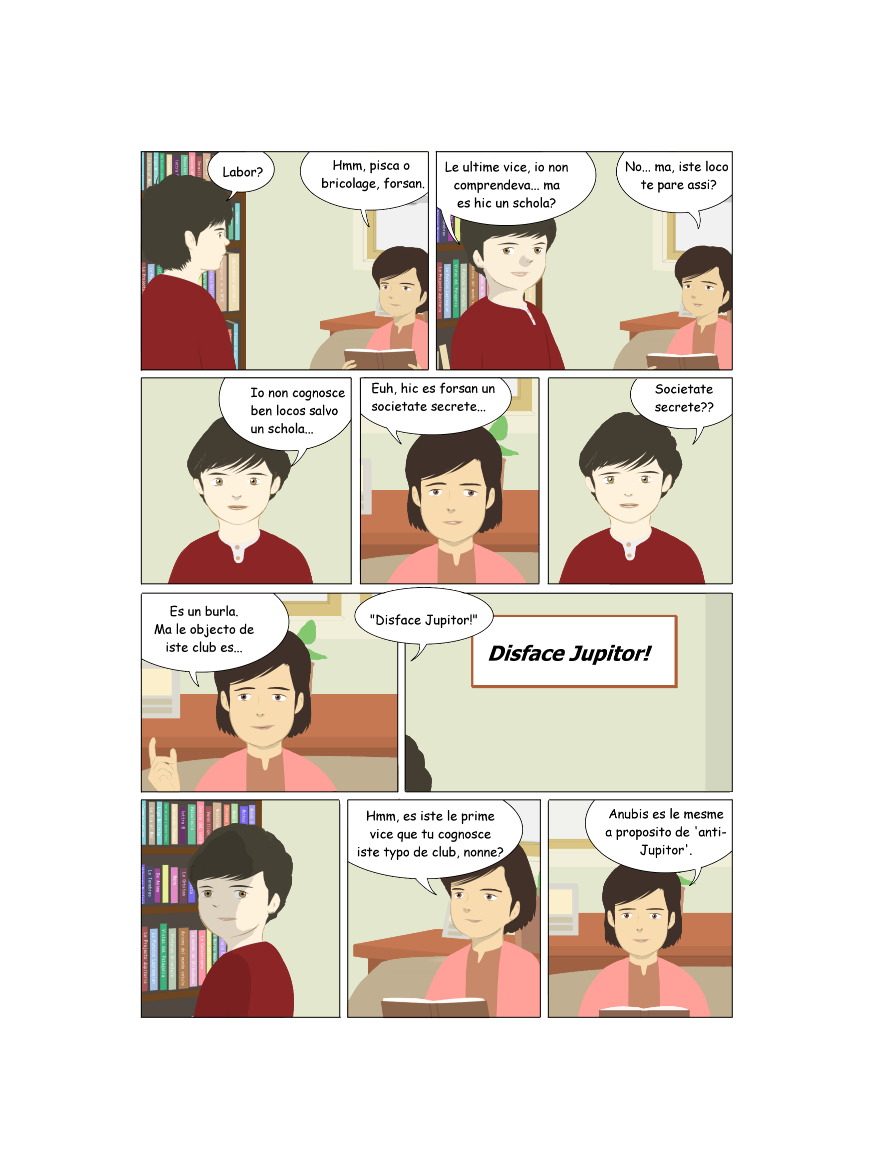 Labor?
Hmm, pisca o
bricolage, forsan.
Le ultime vice, io non
comprendeva... ma
es hic un schola?
No... ma, iste loco
te pare assi?
Io non cognosce
ben locos salvo
un schola...
Euh, hic es forsan un
societate secrete...
Societate
secrete??
Es un burla.
Ma le objecto de
iste club es...
"Disface Jupitor!"
Disface Jupitor!
Hmm, es iste le prime
vice que tu cognosce
iste typo de club, nonne?
Anubis es le mesme
a proposito de 'anti-
Jupitor'.